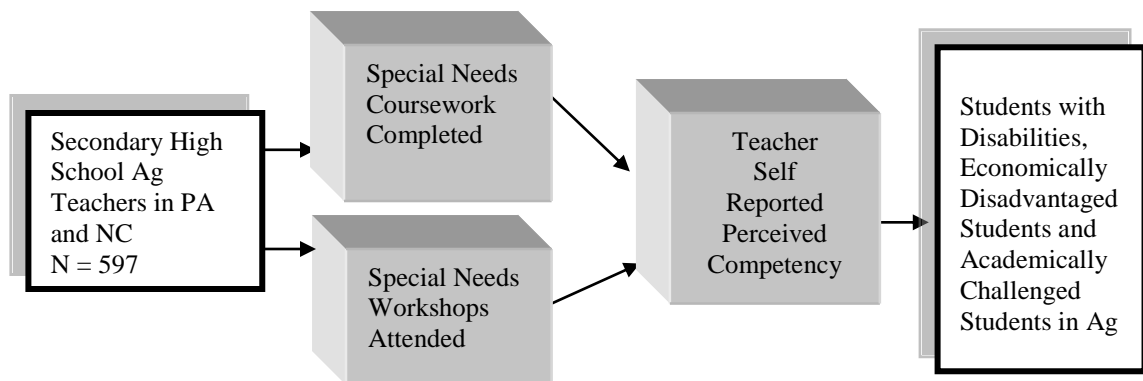 Secondary High
School Ag
Teachers in PA
and NC
N = 597
Special Needs
Coursework
Completed
Special Needs
Workshops
Attended
Teacher
Self
Reported
Perceived
Competency
Students with
Disabilities,
Economically
Disadvantaged
Students and
Academically
Challenged
Students in Ag